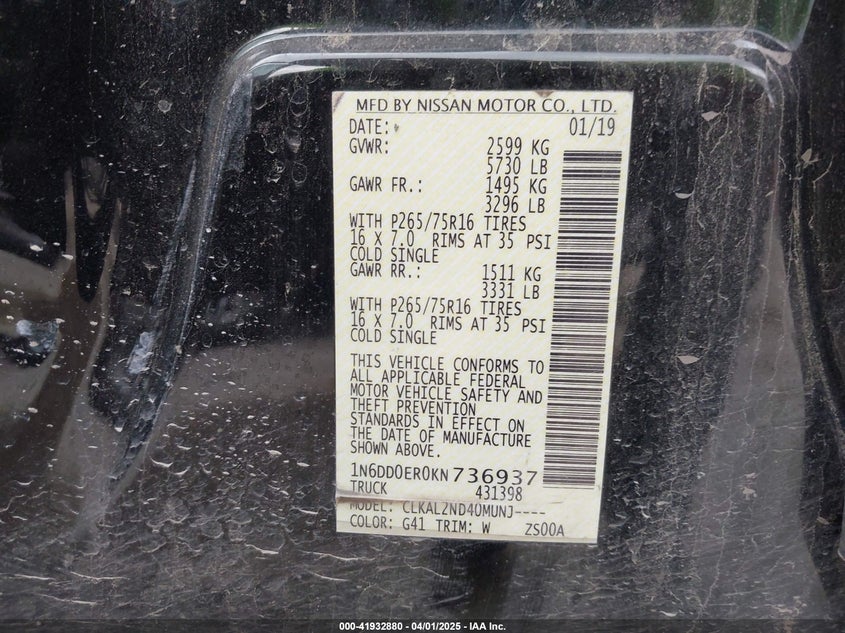 MFD BY NISSAN MOTOR CO., LTD.
DATE: 01/19
GVWR: 2599 KG
5730 LB
GAWR FR.: 1495 KG
3296 LB
WITH P265/75R16 TIRES
16 X 7.0 RIMS AT 35 PSI
COLD SINGLE
GAWR RR.: 1511 KG
3331 LB
WITH P265/75R16 TIRES
16 X 7.0 RIMS AT 35 PSI
COLD SINGLE
THIS VEHICLE CONFORMS TO
ALL APPLICABLE FEDERAL
MOTOR VEHICLE SAFETY AND
THEFT PREVENTION
STANDARDS IN EFFECT ON
THE DATE OF MANUFACTURE
SHOWN ABOVE.
1N6DD0ER0KN736937
TRUCK 431398
MODEL: CLKAL2ND40MUNJ----
COLOR: G41 TRIM: W ZS00A
000-41932880 - 04/01/2025 - IAA Inc.